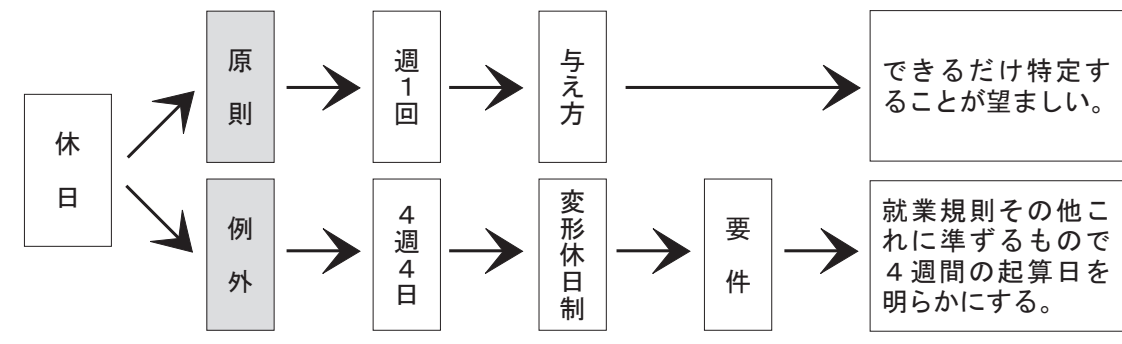 休日
原則
週1回
与え方
できるだけ特定す
ることが望ましい。
例外
4週4日
変形休日制
要件
就業規則その他こ
れに準ずるもので
4週間の起算日を
明らかにする。